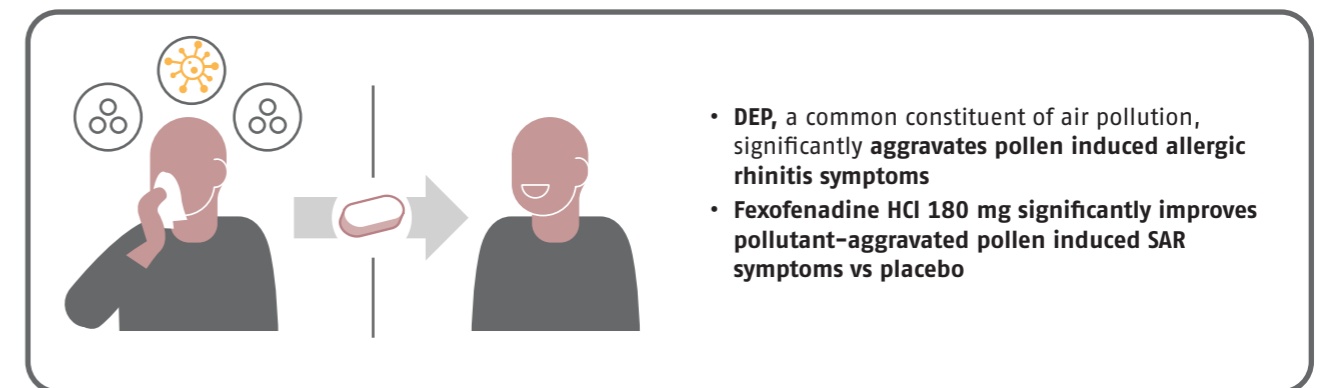 • DEP, a common constituent of air pollution,
significantly aggravates pollen induced allergic
rhinitis symptoms
• Fexofenadine HCl 180 mg significantly improves
pollutant-aggravated pollen induced SAR
symptoms vs placebo